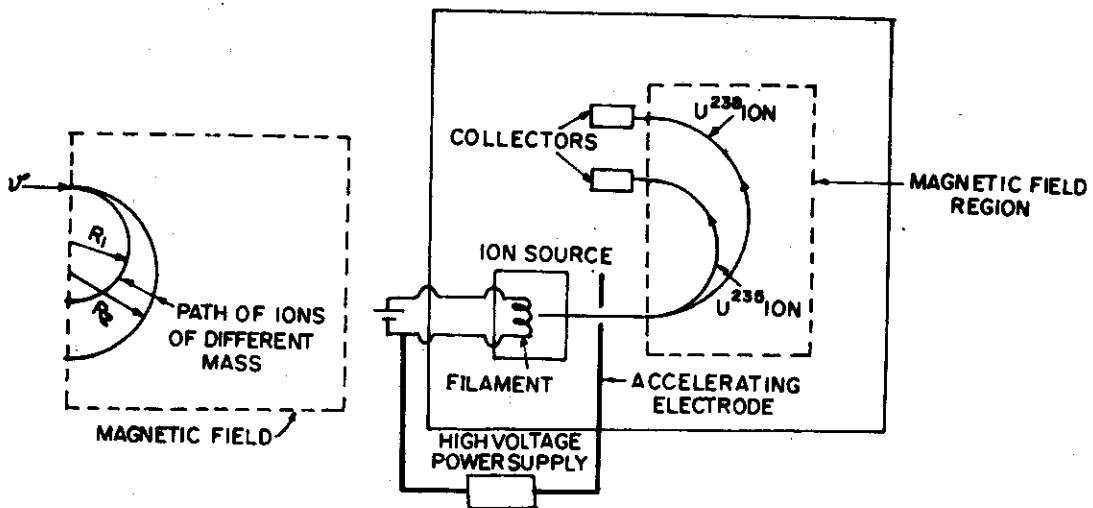 v
R₁
R₂
PATH OF IONS
OF DIFFERENT
MASS
MAGNETIC FIELD
COLLECTORS
U²³⁸ ION
MAGNETIC FIELD
REGION
ION SOURCE
U²³⁵ ION
FILAMENT
ACCELERATING
ELECTRODE
HIGH VOLTAGE
POWER SUPPLY